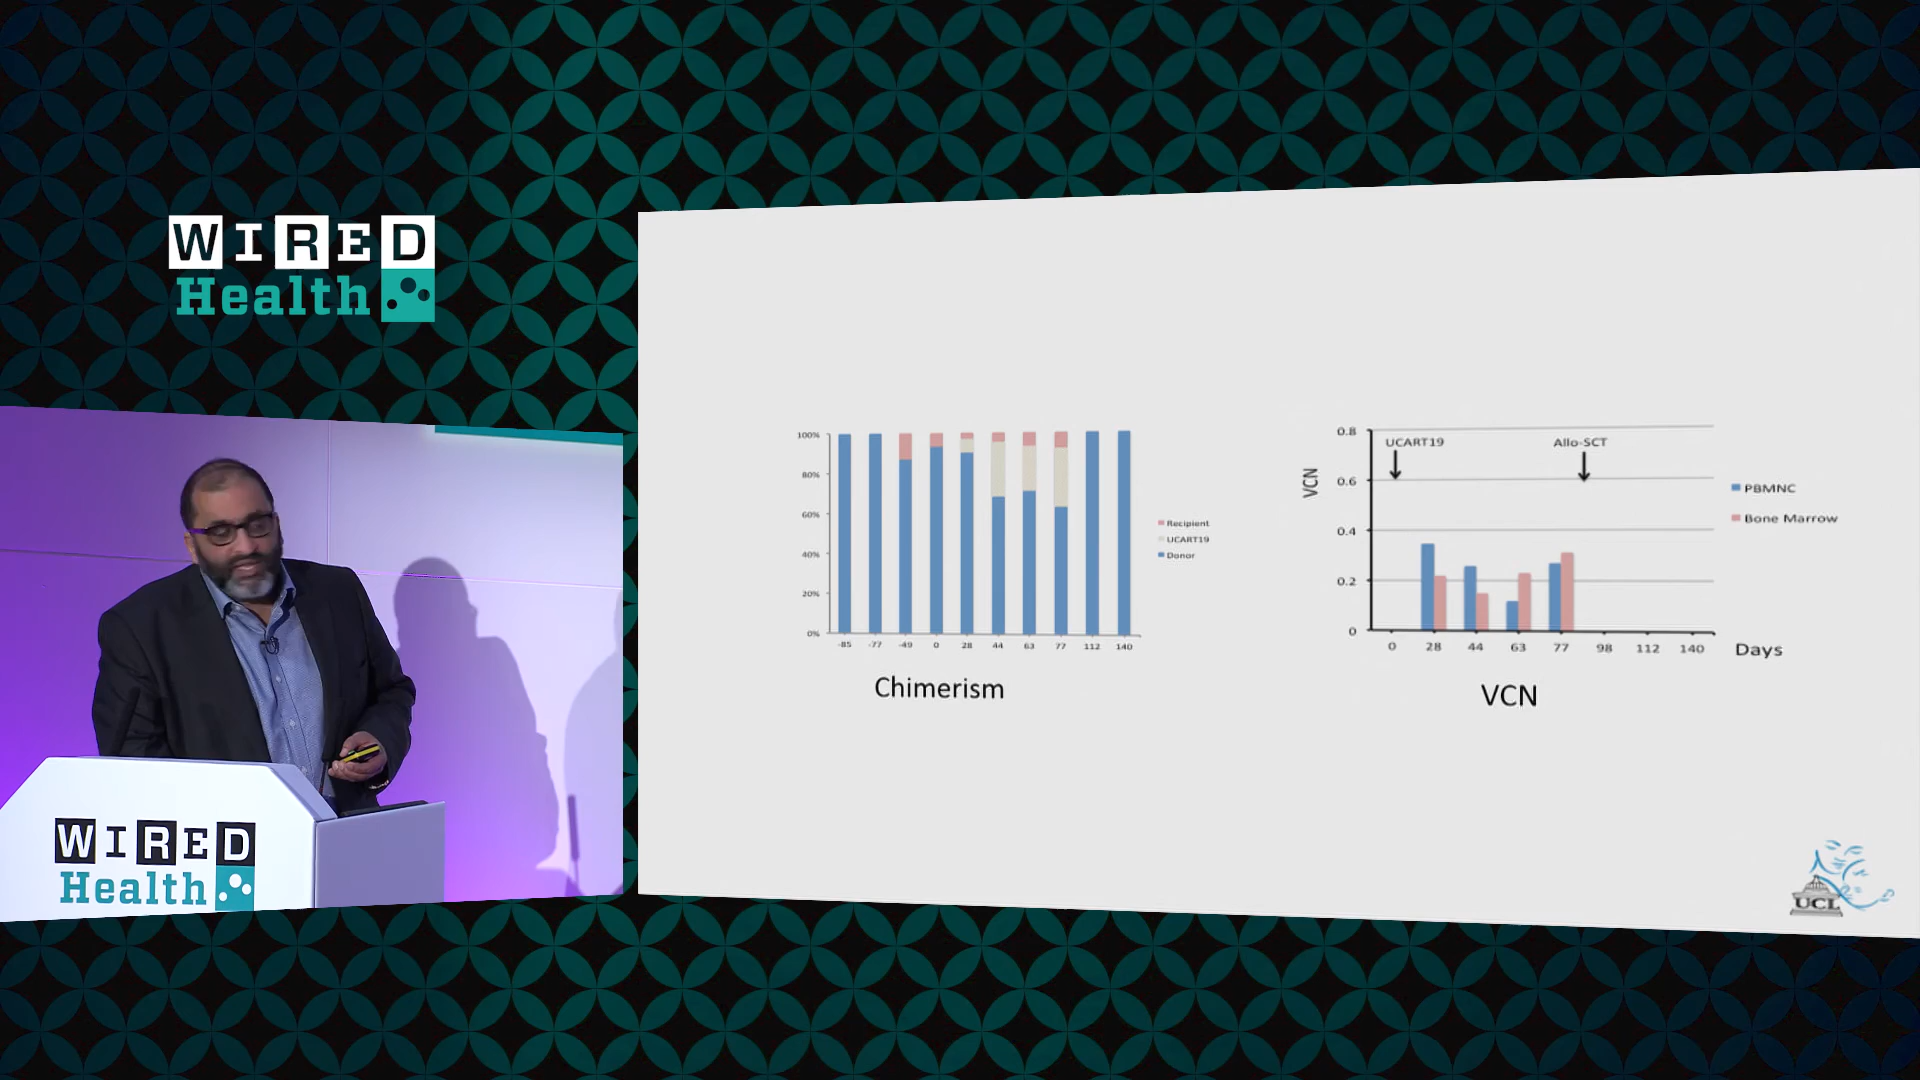 WIRED
Health
100%
80%
60%
40%
20%
0%
-85 -77 -49 0 28 44 63 77 112 140
Recipient
UCART19
Donor
Chimerism
VCN
0.8
0.6
0.4
0.2
0
UCART19
Allo-SCT
0 28 44 63 77 98 112 140
Days
PBMNC
Bone Marrow
VCN
WIRED
Health
UCL